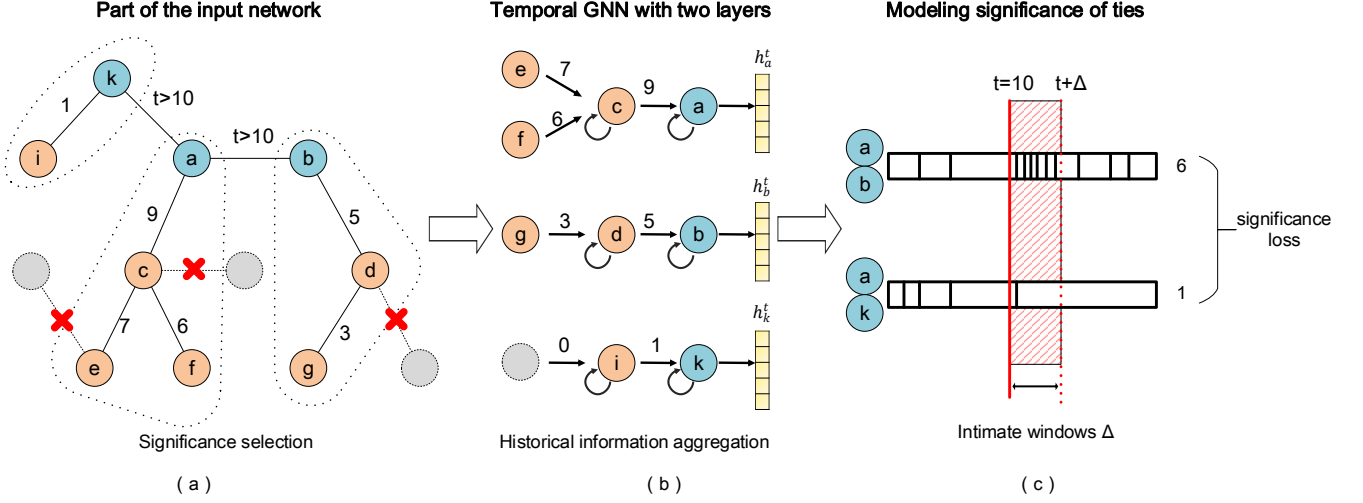 Part of the input network
Temporal GNN with two layers
Modeling significance of ties
k
1
t>10
i
t>10
a
b
9
5
c
d
7
6
3
e
f
g
Significance selection
( a )
e
7
9
c
a
f
6
h_a^t
g
3
d
5
b
h_b^t
0
i
1
k
h_k^t
Historical information aggregation
( b )
t=10
t+Δ
a
b
6
significance
loss
a
k
1
Intimate windows Δ
( c )